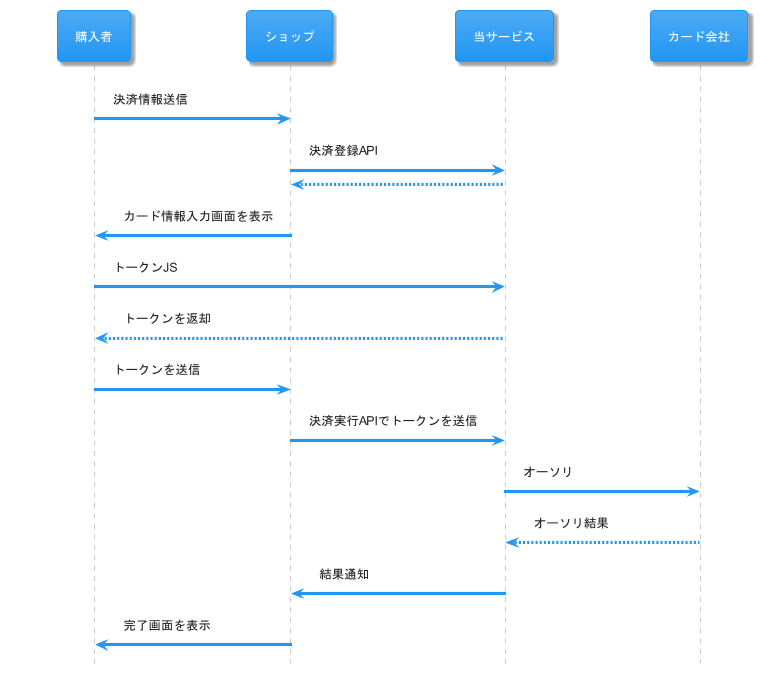 購入者
ショップ
当サービス
カード会社
決済情報送信
決済登録API
カード情報入力画面を表示
トークンJS
トークンを返却
トークンを送信
決済実行APIでトークンを送信
オーソリ
オーソリ結果
結果通知
完了画面を表示